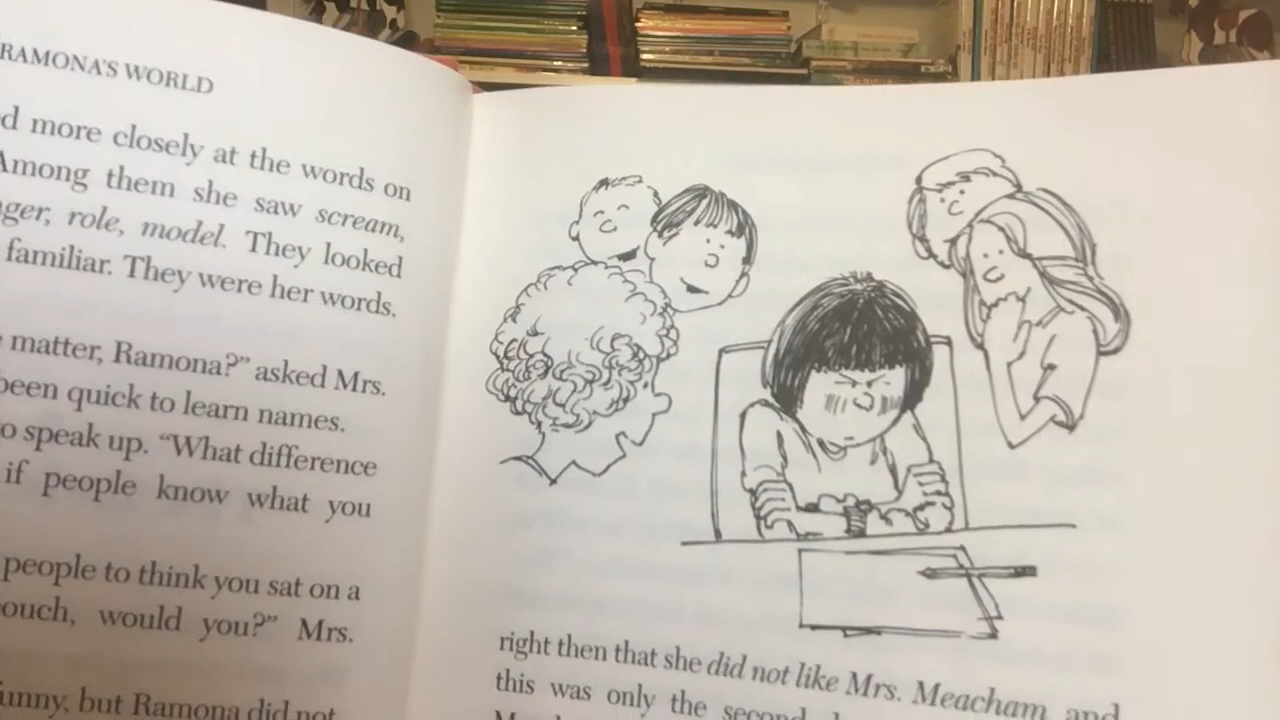 RAMONA'S WORLD
more closely at the words on
Among them she saw scream,
role, model. They looked
familiar. They were her words.
matter, Ramona?” asked Mrs.
been quick to learn names.
speak up. “What difference
if people know what you
people to think you sat on a
would you?” Mrs.
but Ramona did not
right then that she did not like Mrs. Meacham, and
this was only the second